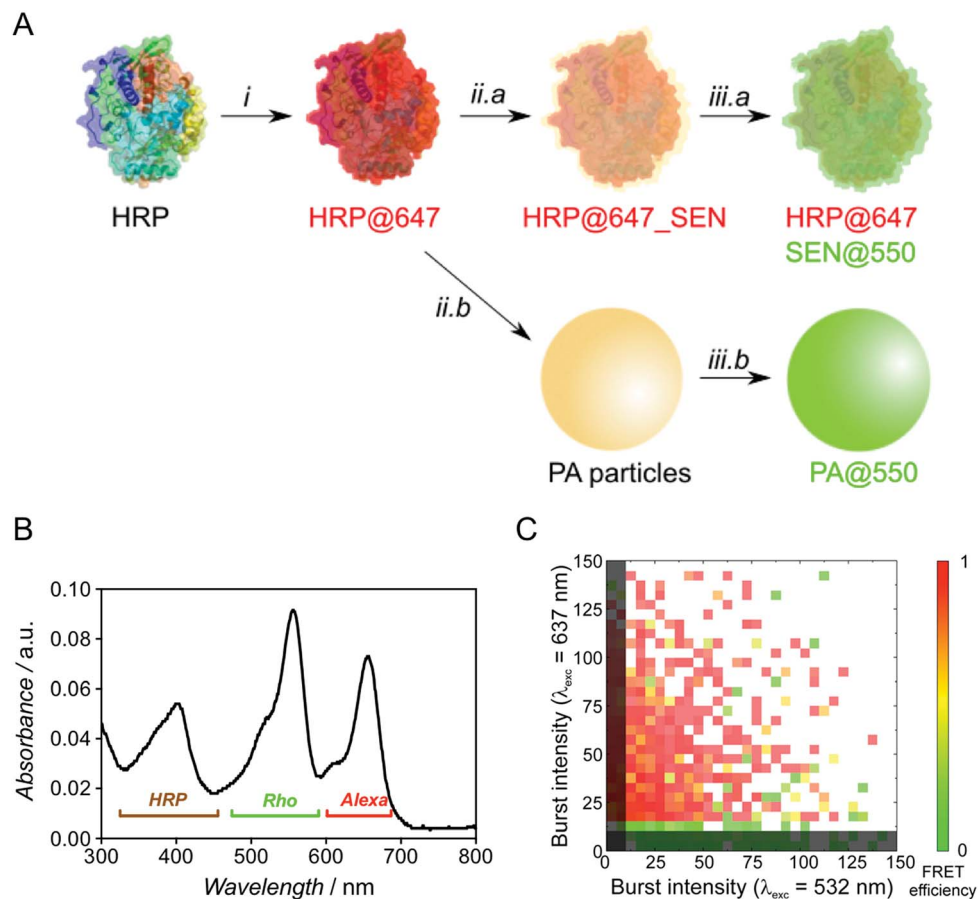 A
i
ii.a
iii.a
HRP
HRP@647
HRP@647_SEN
HRP@647
SEN@550
ii.b
iii.b
PA particles
PA@550
B
0.10
0.08
0.06
0.04
0.02
0.00
Absorbance / a.u.
HRP
Rho
Alexa
300 400 500 600 700 800
Wavelength / nm
C
150
125
100
75
50
25
0
Burst intensity (λexc = 637 nm)
25 50 75 100 125 150
Burst intensity (λexc = 532 nm)
1
0
FRET
efficiency